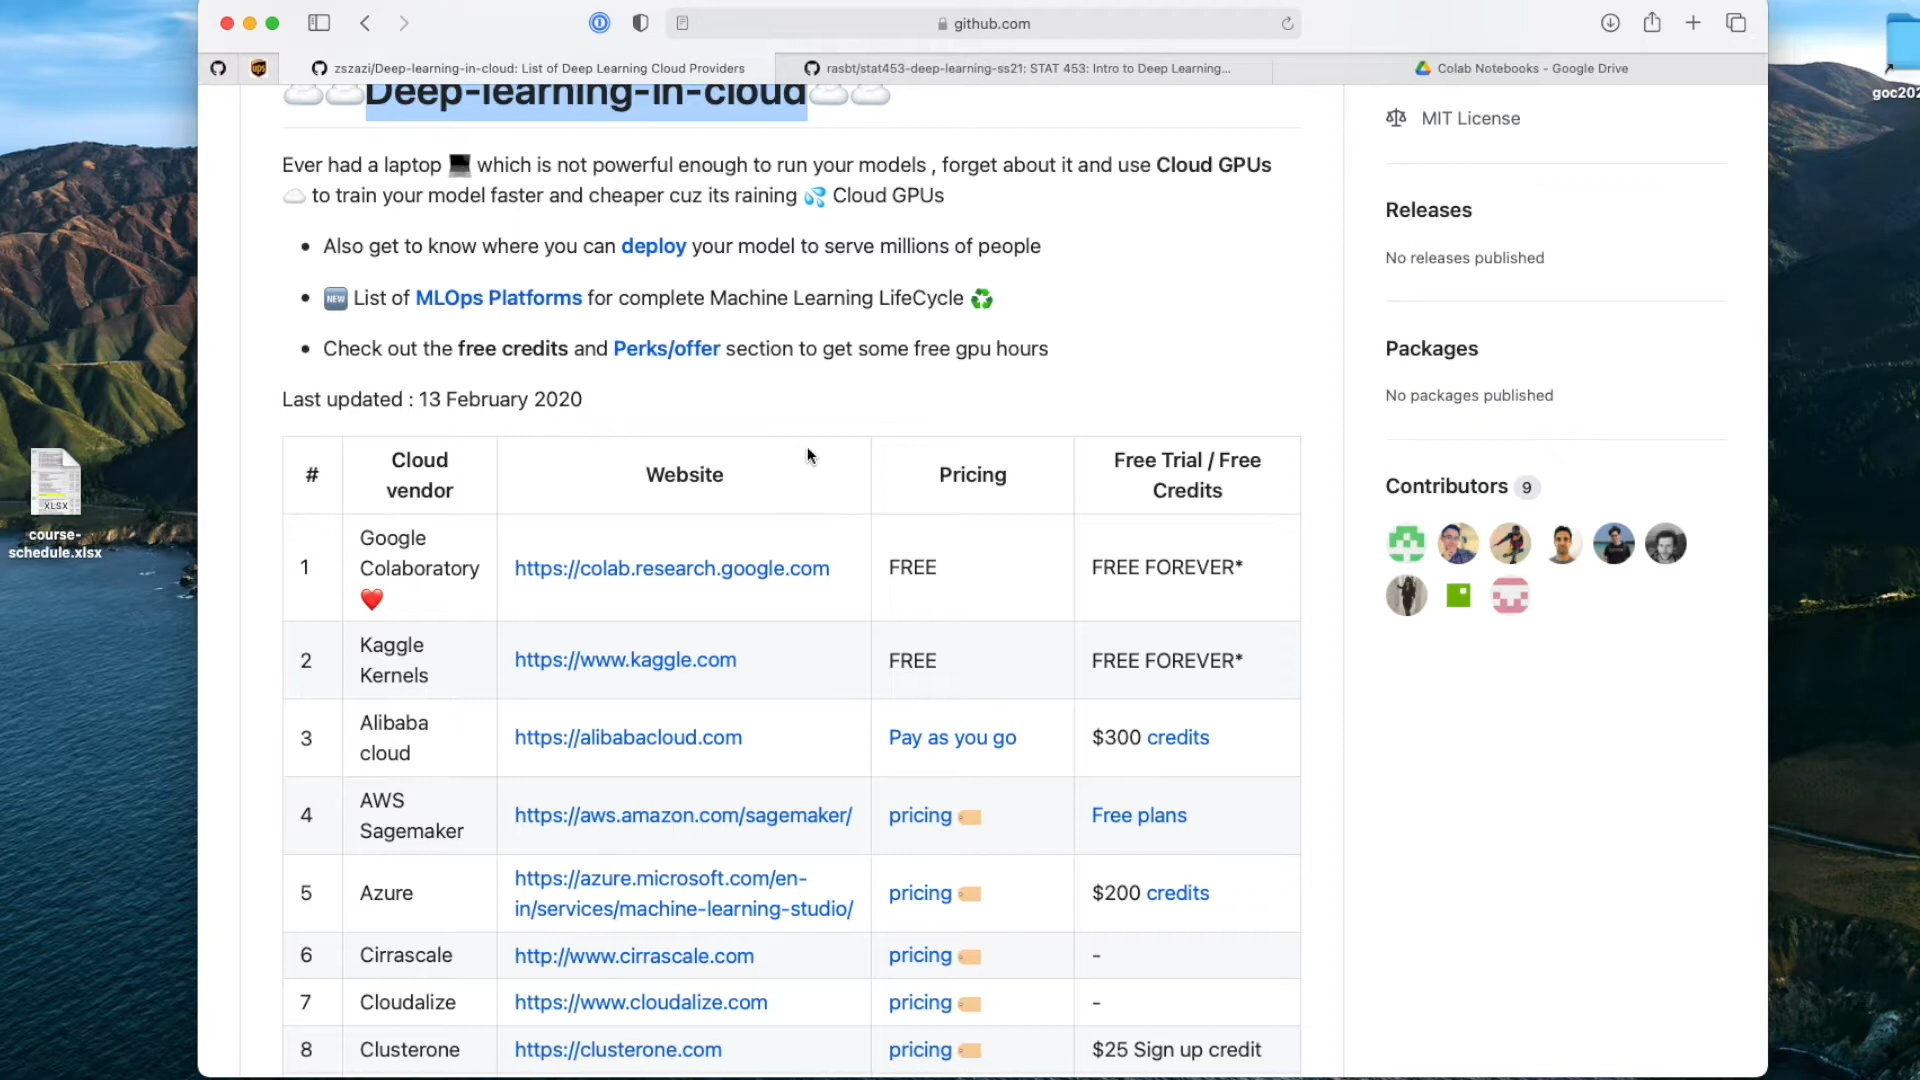 github.com
zszazi/Deep-learning-in-cloud: List of Deep Learning Cloud Providers
rasbt/stat453-deep-learning-ss21: STAT 453: Intro to Deep Learning...
Colab Notebooks - Google Drive
Deep-learning-in-cloud
Ever had a laptop which is not powerful enough to run your models , forget about it and use Cloud GPUs
to train your model faster and cheaper cuz its raining Cloud GPUs
Also get to know where you can deploy your model to serve millions of people
NEW List of MLOps Platforms for complete Machine Learning LifeCycle
Check out the free credits and Perks/offer section to get some free gpu hours
Last updated : 13 February 2020
# Cloud vendor Website Pricing Free Trial / Free Credits
1 Google Colaboratory https://colab.research.google.com FREE FREE FOREVER*
2 Kaggle Kernels https://www.kaggle.com FREE FREE FOREVER*
3 Alibaba cloud https://alibabacloud.com Pay as you go $300 credits
4 AWS Sagemaker https://aws.amazon.com/sagemaker/ pricing Free plans
5 Azure https://azure.microsoft.com/en-in/services/machine-learning-studio/ pricing $200 credits
6 Cirrascale http://www.cirrascale.com pricing -
7 Cloudalize https://www.cloudalize.com pricing -
8 Clusterone https://clusterone.com pricing $25 Sign up credit
MIT License
Releases
No releases published
Packages
No packages published
Contributors 9
XLSX
course-
schedule.xlsx
goc202
ups